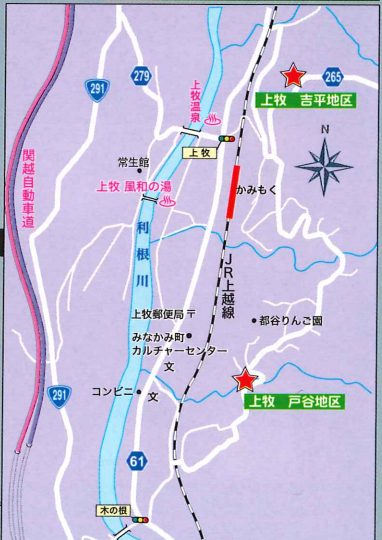 279
291
265
上牧 吉平地区
上牧温泉
上牧
N
常生館
関越自動車道
上牧 風和の湯
かみもく
利根川
JR上越線
上牧郵便局〒
都谷りんご園
みなかみ町
カルチャーセンター
文
コンビニ
文
291
上牧 戸谷地区
61
木の根